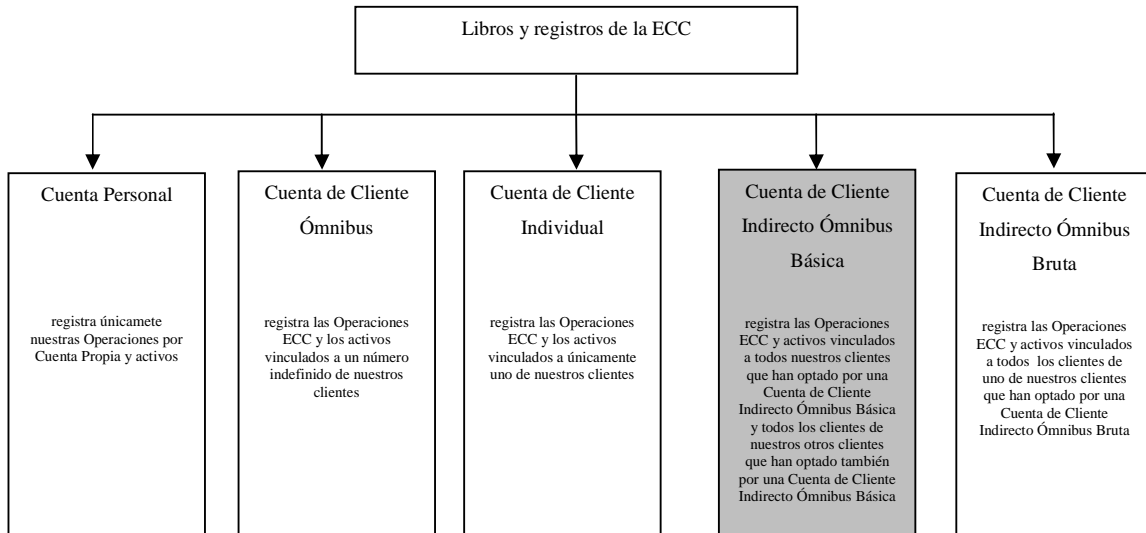 Libros y registros de la ECC
Cuenta Personal
registra únicamete
nuestras Operaciones por
Cuenta Propia y activos
Cuenta de Cliente
Ómnibus
registra las Operaciones
ECC y los activos
vinculados a un número
indefinido de nuestros
clientes
Cuenta de Cliente
Individual
registra las Operaciones
ECC y los activos
vinculados a únicamente
uno de nuestros clientes
Cuenta de Cliente
Indirecto Ómnibus
Básica
registra las Operaciones
ECC y activos vinculados
a todos nuestros clientes
que han optado por una
Cuenta de Cliente
Indirecto Ómnibus Básica
y todos los clientes de
nuestros otros clientes
que han optado también
por una Cuenta de Cliente
Indirecto Ómnibus Básica
Cuenta de Cliente
Indirecto Ómnibus
Bruta
registra las Operaciones
ECC y activos vinculados
a todos los clientes de
uno de nuestros clientes
que han optado por una
Cuenta de Cliente
Indirecto Ómnibus Bruta